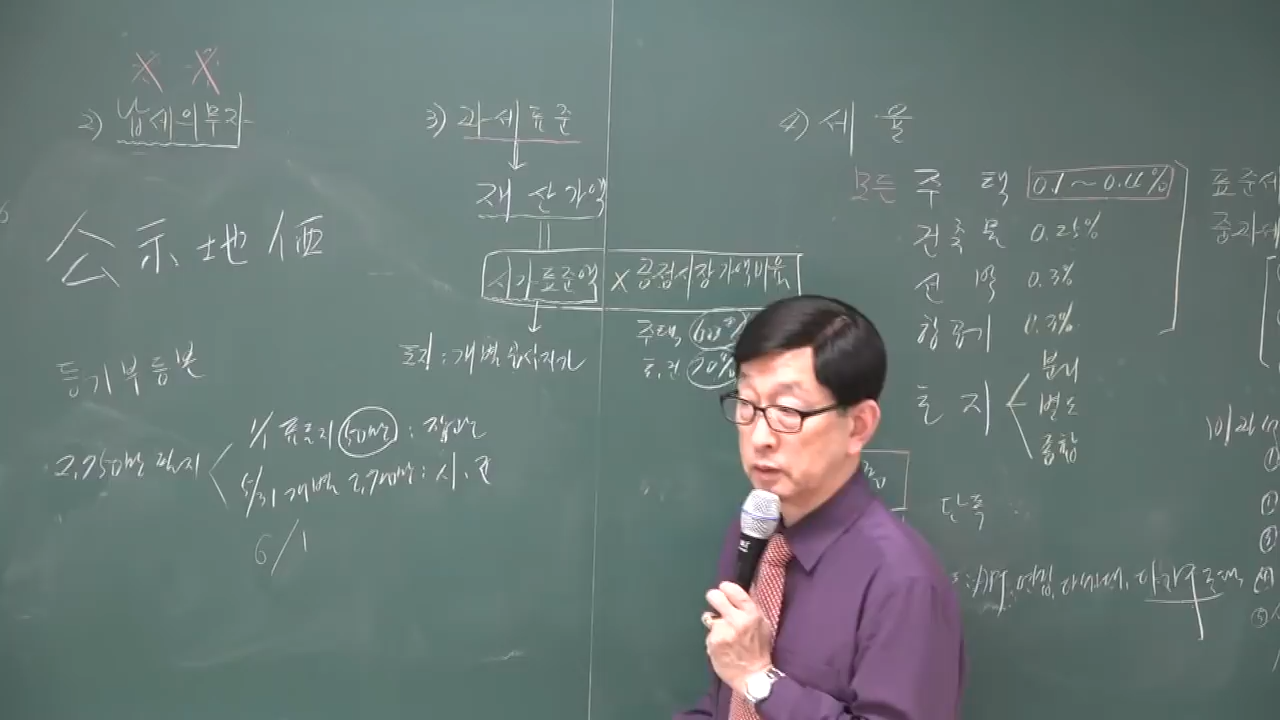 2) 납세의무자
公示地価
등기부등본
2,750만 필지
1/1 표준지 50만 :
5/31 개별 2,700만 : 시.군
6/1
3) 과세표준
재산가액
시가표준액 × 공정시장가액비율
토지 : 개별공시지가
주택 60%
토.건 70%
4) 세율
모든 주택 0.1~0.4%
건축물 0.25%
선박 0.3%
항공기 0.3%
토지
분리
별도
종합
단독
연립, 다세대,
표준세
중과세